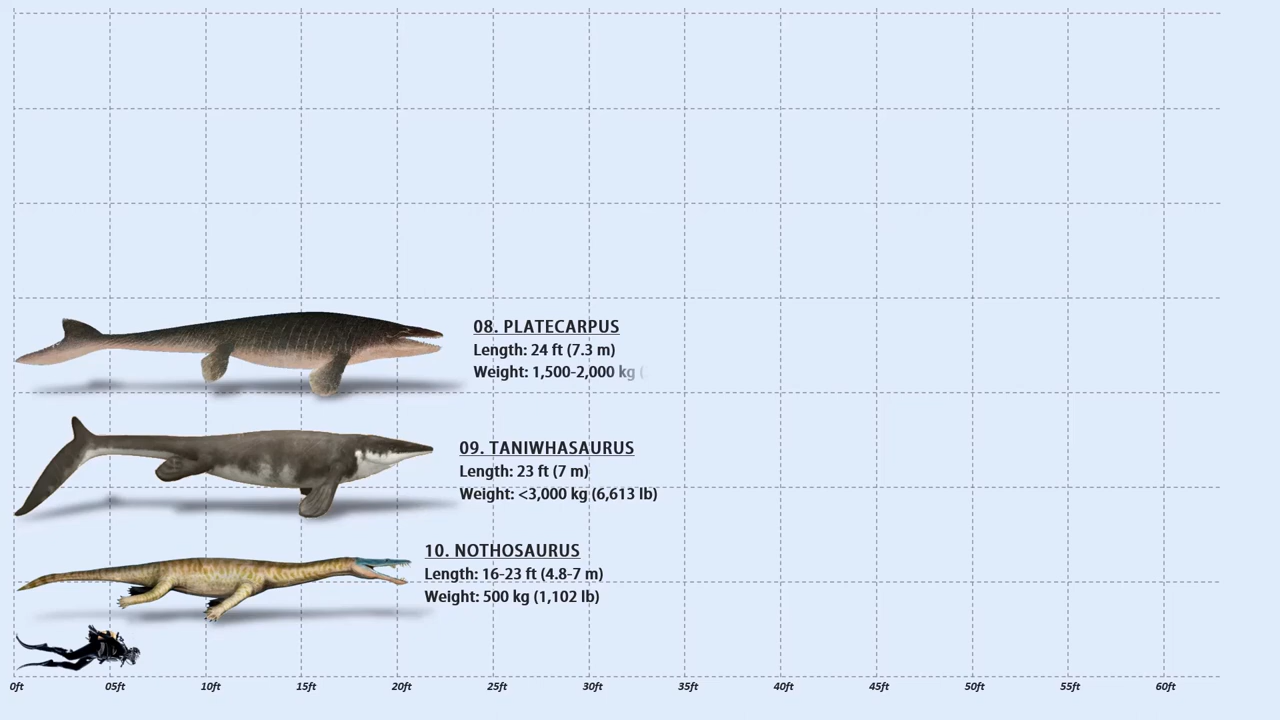 08. PLATECARPUS
Length: 24 ft (7.3 m)
Weight: 1,500-2,000 kg (
09. TANIWHASAURUS
Length: 23 ft (7 m)
Weight: <3,000 kg (6,613 lb)
10. NOTHOSAURUS
Length: 16-23 ft (4.8-7 m)
Weight: 500 kg (1,102 lb)
0ft 05ft 10ft 15ft 20ft 25ft 30ft 35ft 40ft 45ft 50ft 55ft 60ft